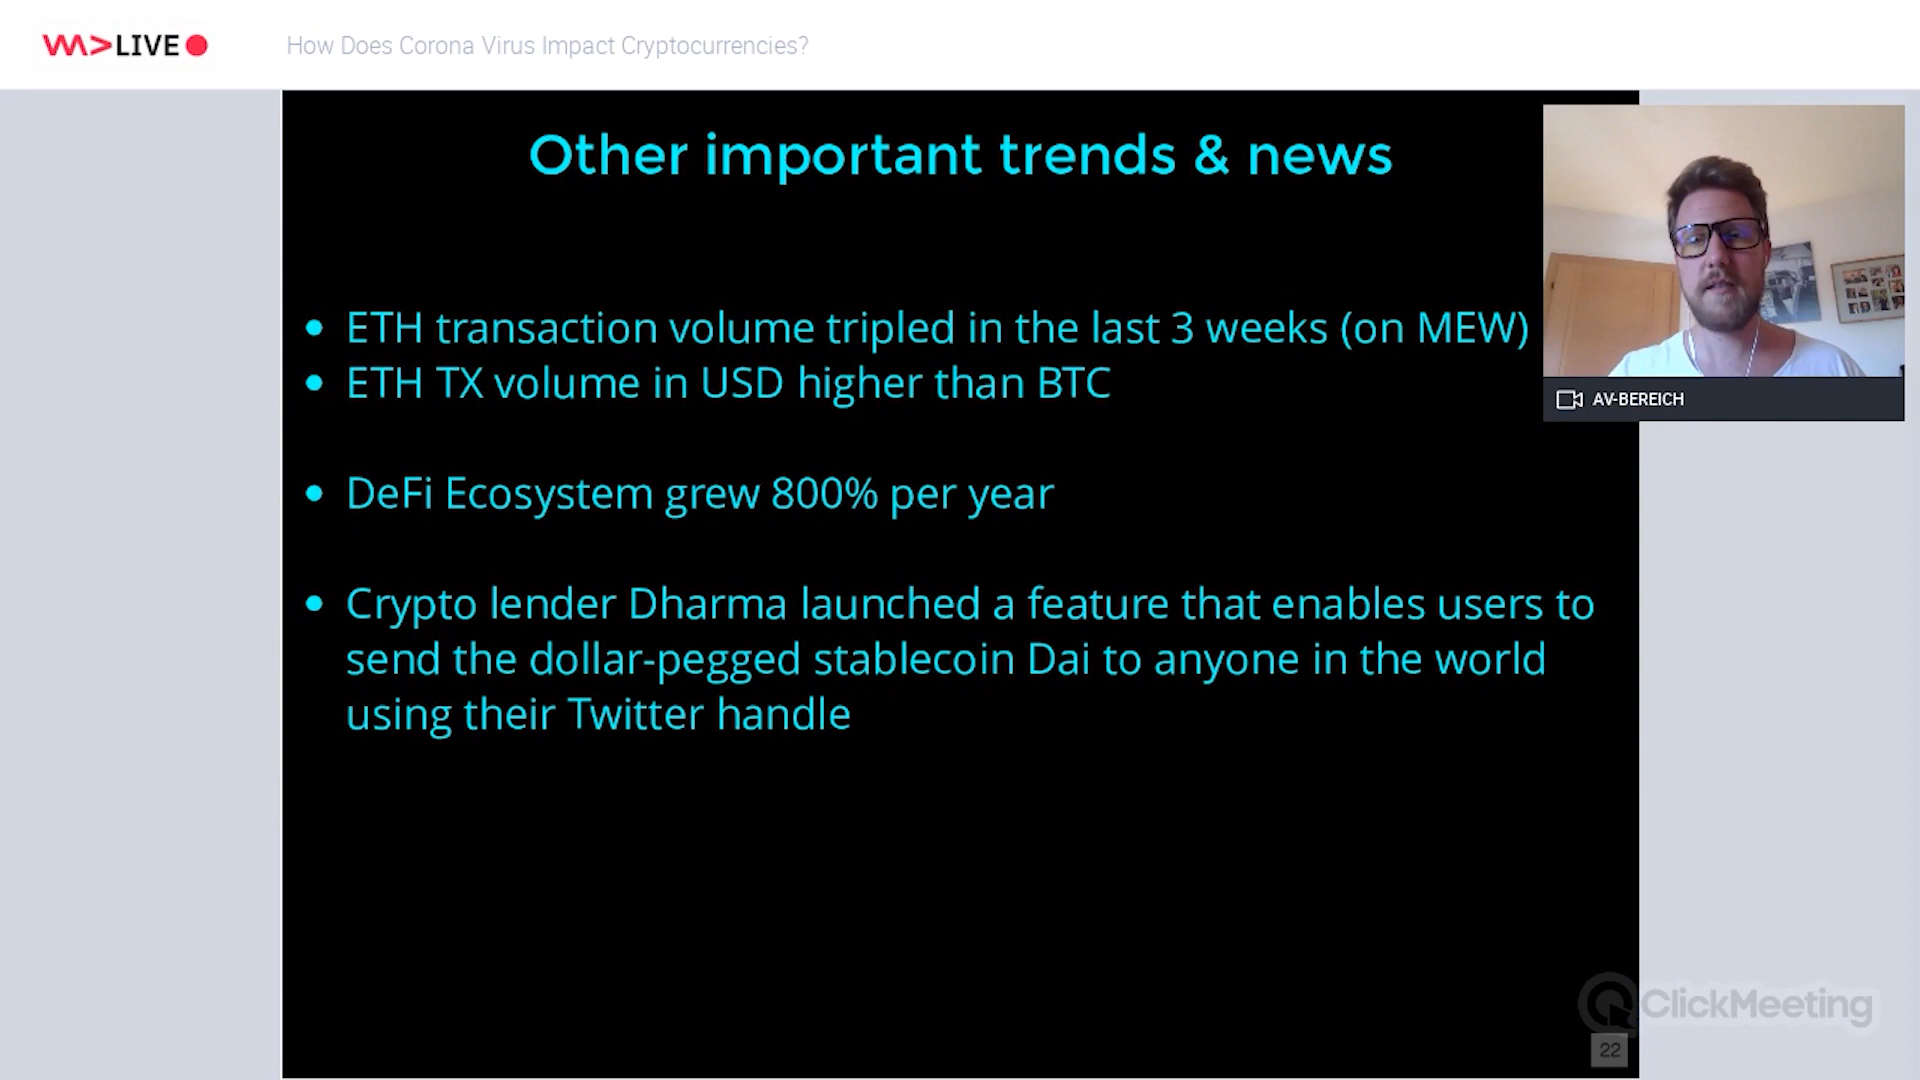 LIVE
How Does Corona Virus Impact Cryptocurrencies?
Other important trends & news
ETH transaction volume tripled in the last 3 weeks (on MEW)
ETH TX volume in USD higher than BTC
AV-BEREICH
DeFi Ecosystem grew 800% per year
Crypto lender Dharma launched a feature that enables users to
send the dollar-pegged stablecoin Dai to anyone in the world
using their Twitter handle
ClickMeeting
22